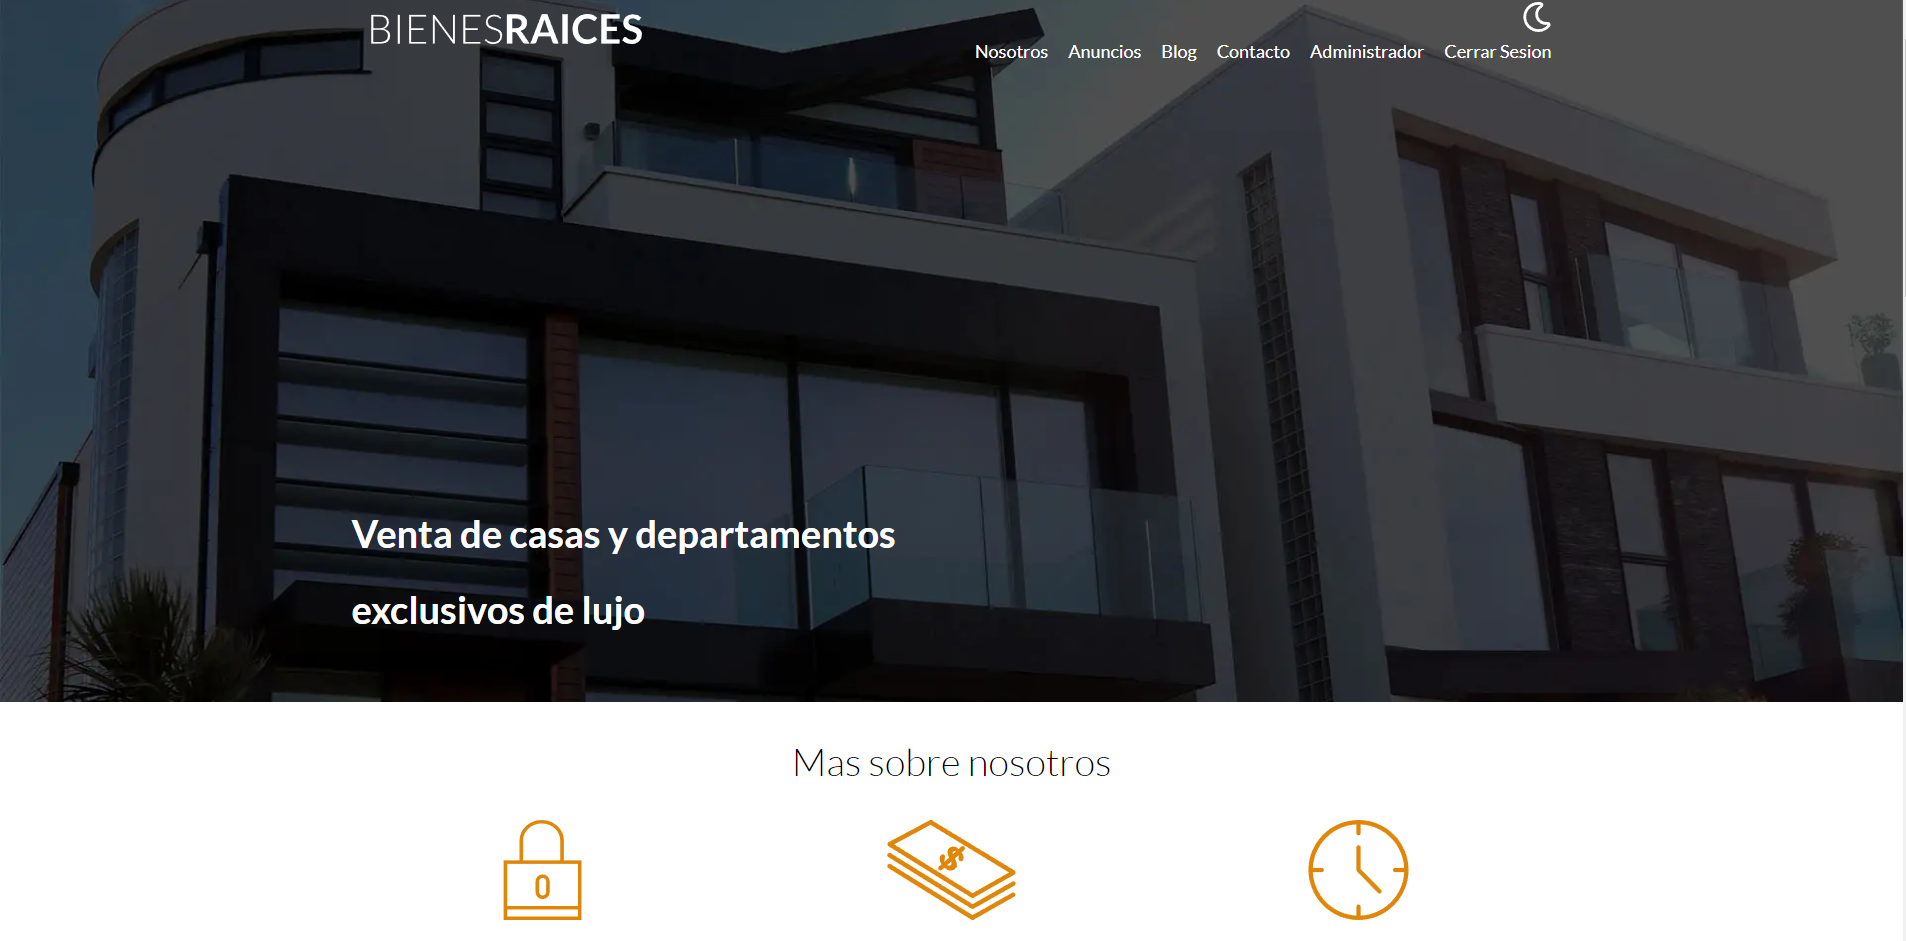 BIENESRAICES
Nosotros Anuncios Blog Contacto Administrador Cerrar Sesion
Venta de casas y departamentos
exclusivos de lujo
Mas sobre nosotros
$